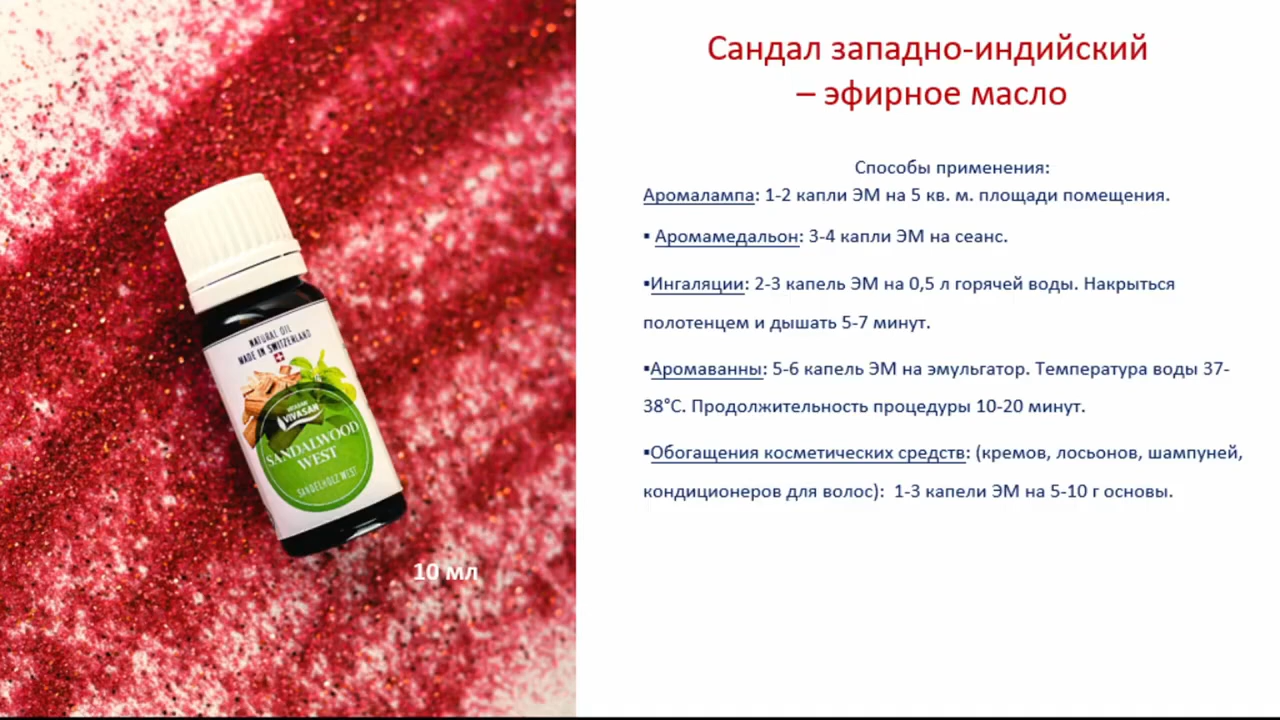 Сандал западно-индийский
– эфирное масло
Способы применения:
Аромалампа: 1-2 капли ЭМ на 5 кв. м. площади помещения.
▪ Аромамедальон: 3-4 капли ЭМ на сеанс.
▪Ингаляции: 2-3 капель ЭМ на 0,5 л горячей воды. Накрыться
полотенцем и дышать 5-7 минут.
▪Аромаванны: 5-6 капель ЭМ на эмульгатор. Температура воды 37-
38°С. Продолжительность процедуры 10-20 минут.
▪Обогащения косметических средств: (кремов, лосьонов, шампуней,
кондиционеров для волос): 1-3 капели ЭМ на 5-10 г основы.
NATURAL OIL
MADE IN SWITZERLAND
VIVASAN
SANDALWOOD
WEST
SANDELHOLZ WEST
10 мл